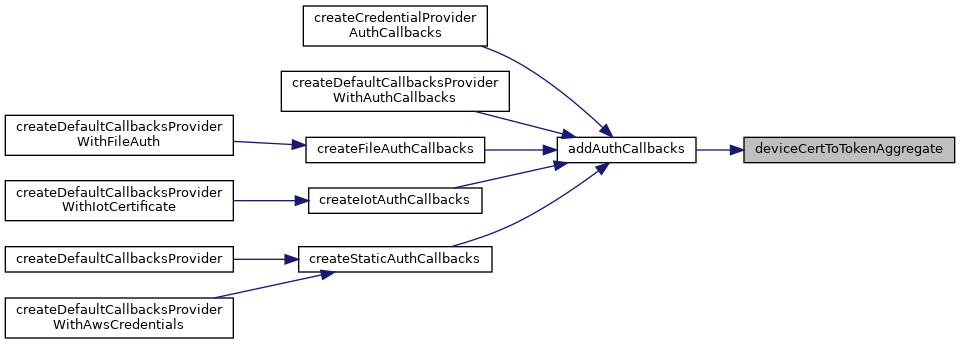 createCredentialProvider
AuthCallbacks
createDefaultCallbacksProvider
WithAuthCallbacks
createDefaultCallbacksProvider
WithFileAuth
createFileAuthCallbacks
addAuthCallbacks
deviceCertToTokenAggregate
createDefaultCallbacksProvider
WithIotCertificate
createIotAuthCallbacks
createDefaultCallbacksProvider
createStaticAuthCallbacks
createDefaultCallbacksProvider
WithAwsCredentials